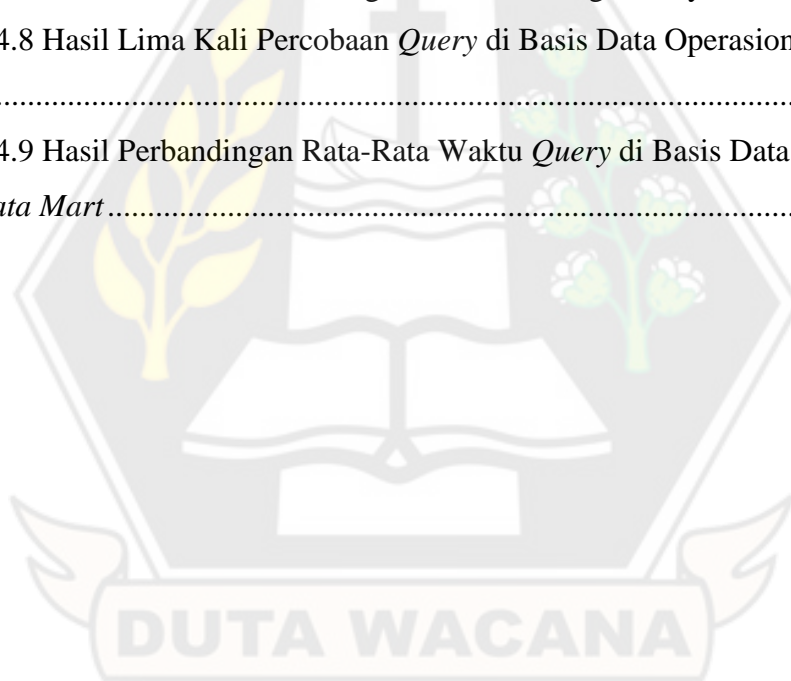 4.8 Hasil Lima Kali Percobaan Query di Basis Data Operasion
....................................................................................................
4.9 Hasil Perbandingan Rata-Rata Waktu Query di Basis Data
ata Mart.......................................................................................
DUTA WACANA